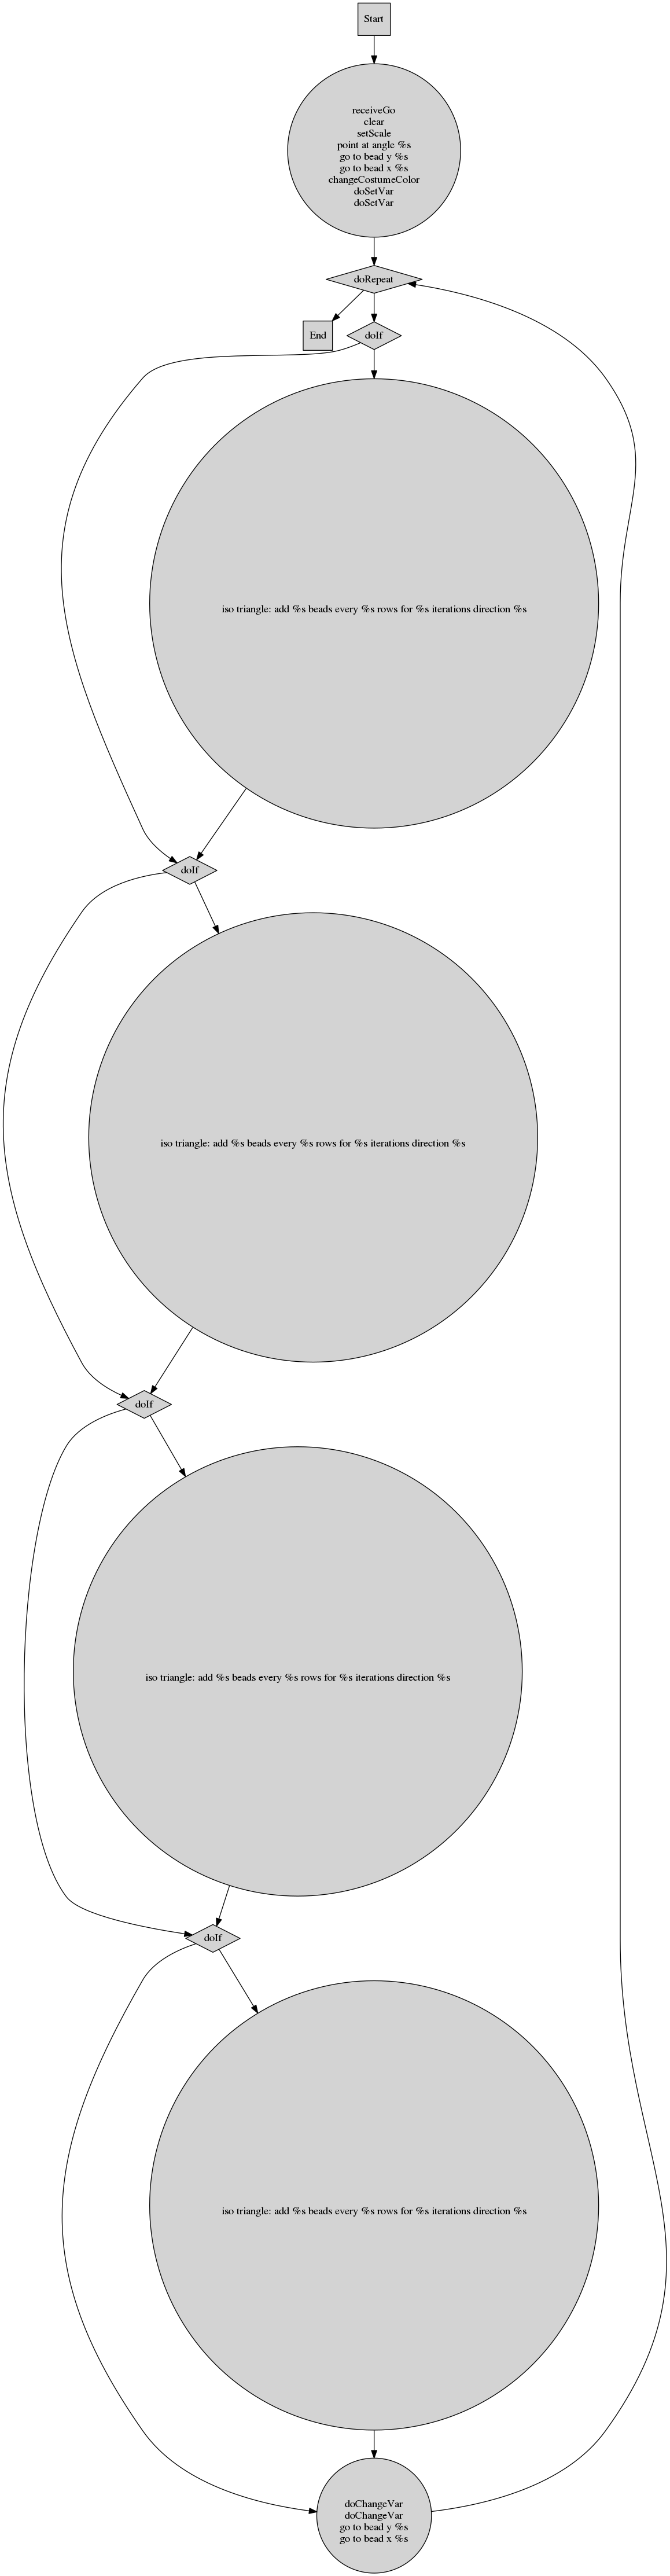 Start
receiveGo
clear
setScale
point at angle %s
go to bead y %s
go to bead x %s
changeCostumeColor
doSetVar
doSetVar
doRepeat
End
doIf
iso triangle: add %s beads every %s rows for %s iterations direction %s
doIf
iso triangle: add %s beads every %s rows for %s iterations direction %s
doIf
iso triangle: add %s beads every %s rows for %s iterations direction %s
doIf
iso triangle: add %s beads every %s rows for %s iterations direction %s
doChangeVar
doChangeVar
go to bead y %s
go to bead x %s